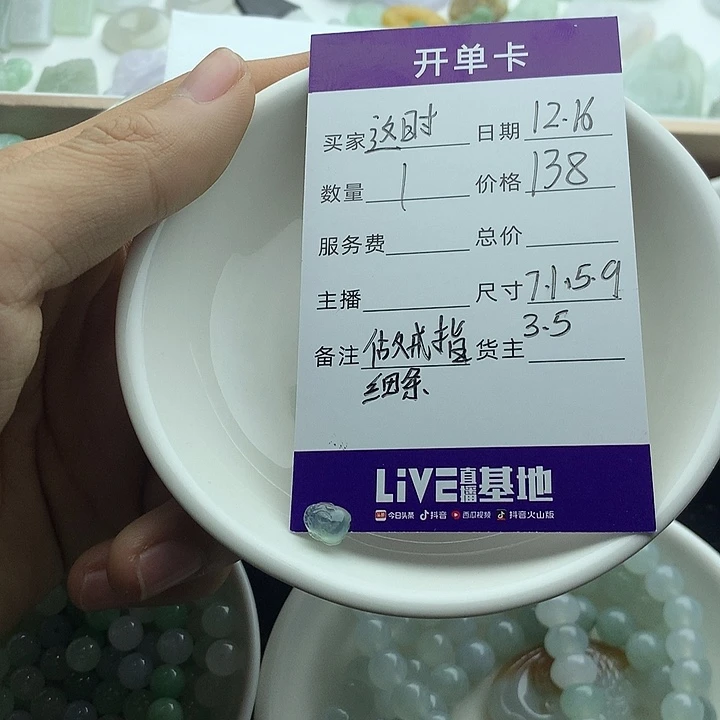 开单卡
买家 这时 日期 12.16
数量 1 价格 138
服务费 总价
主播 尺寸 7.1.5.9
3.5
备注 戒指 货主
细条
LiVE直播基地
今日头条 抖音 西瓜视频 抖音火山版